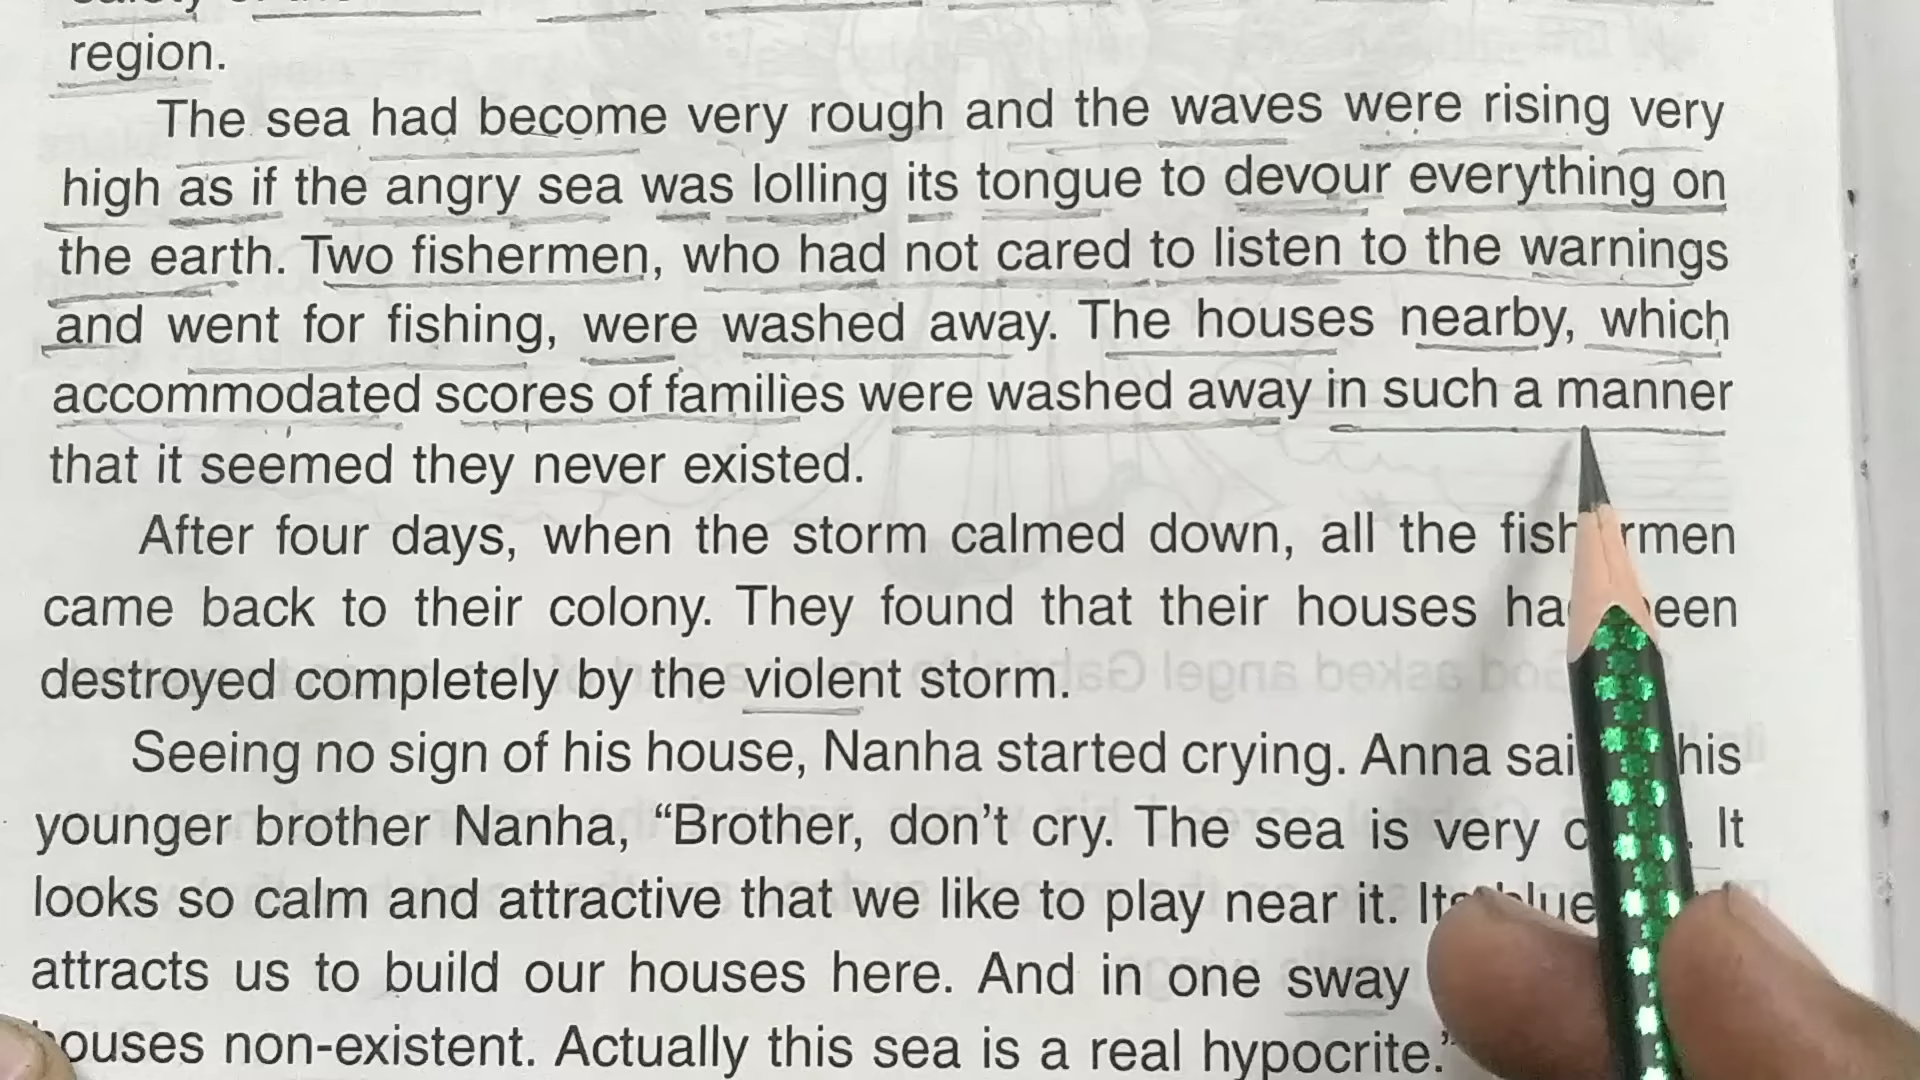 region.
The sea had become very rough and the waves were rising very
high as if the angry sea was lolling its tongue to devour everything on
the earth. Two fishermen, who had not cared to listen to the warnings
and went for fishing, were washed away. The houses nearby, which
accommodated scores of families were washed away in such a manner
that it seemed they never existed.
After four days, when the storm calmed down, all the
came back to their colony. They found that their houses
destroyed completely by the violent storm.
Seeing no sign of his house, Nanha started crying. Anna his
younger brother Nanha, “Brother, don’t cry. The sea is very It
looks so calm and attractive that we like to play near it.
attracts us to build our houses here. And in one sway
non-existent. Actually this sea is a real hypocrite.”